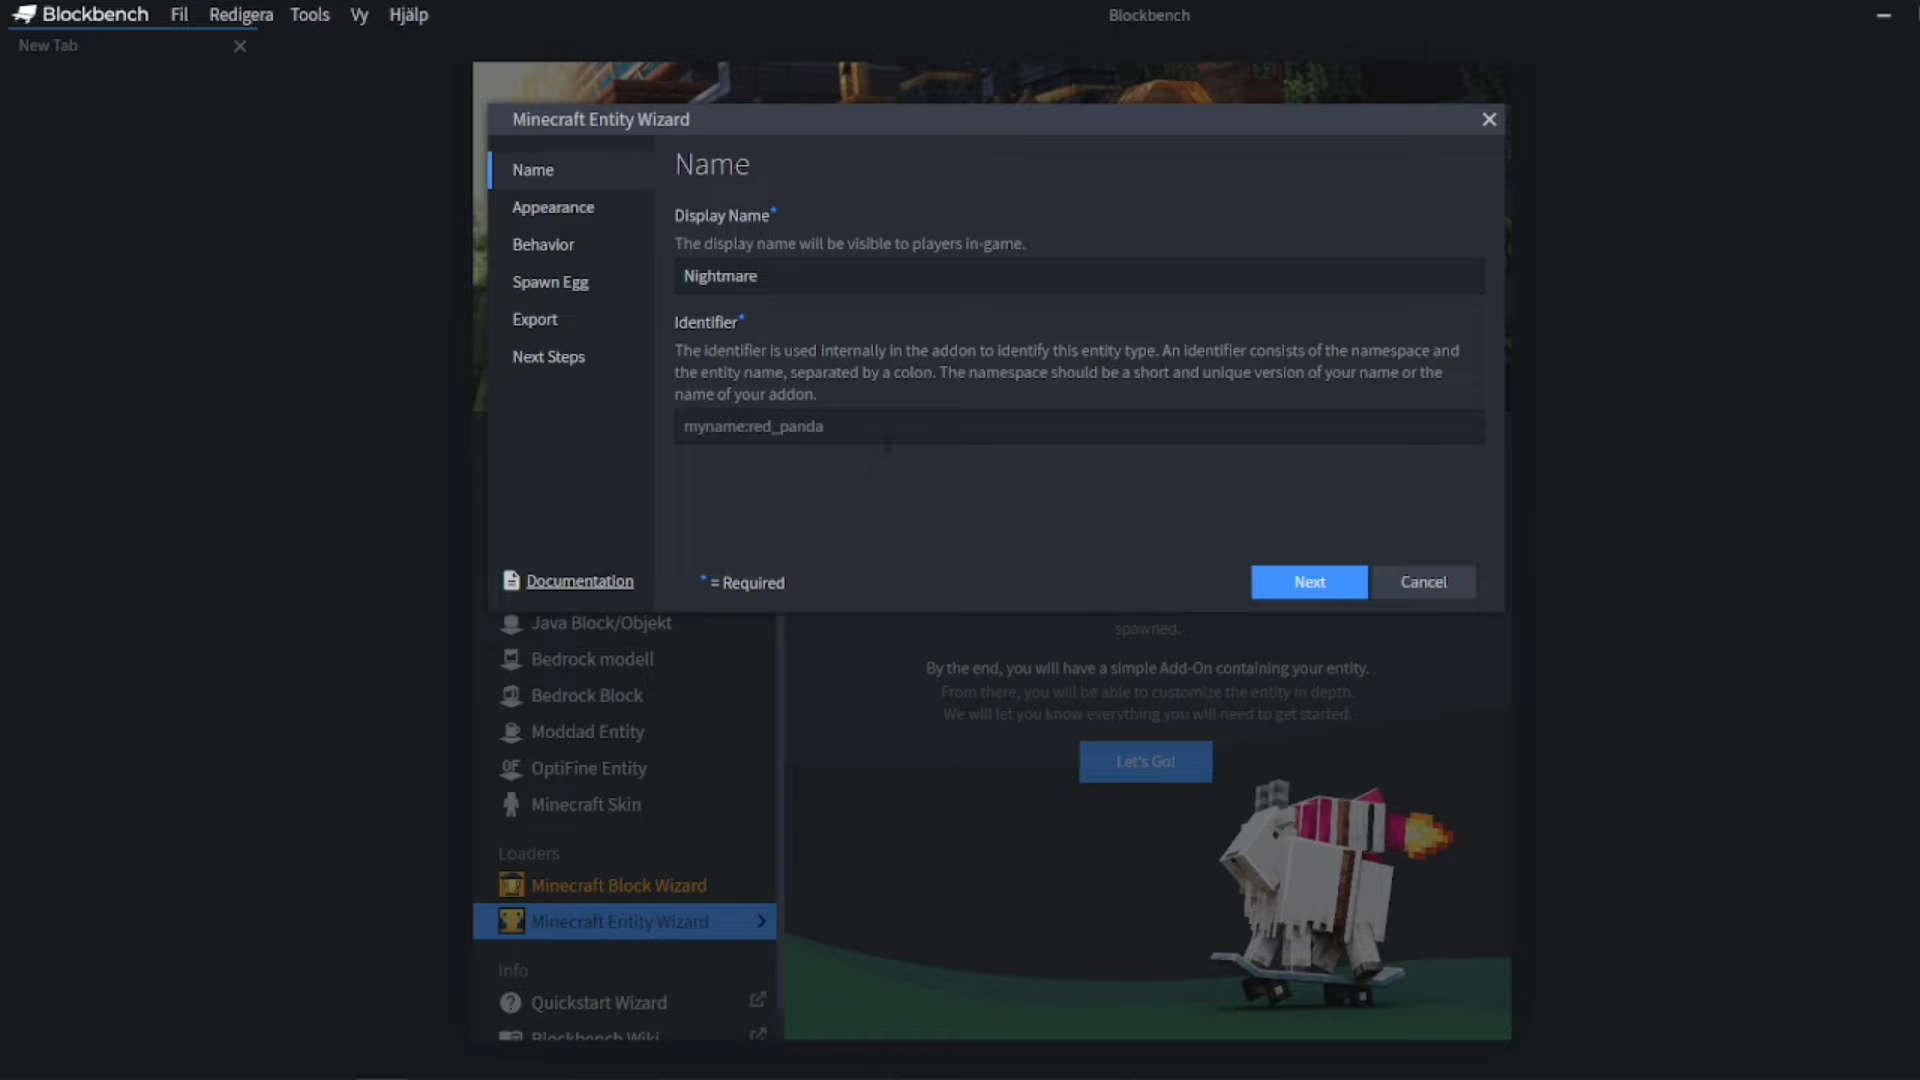 Blockbench Fil Redigera Tools Vy Hjälp Blockbench
New Tab
Minecraft Entity Wizard
Name
Appearance
Behavior
Spawn Egg
Export
Next Steps
Documentation
Name
Display Name*
The display name will be visible to players in-game.
Nightmare
Identifier*
The identifier is used internally in the addon to identify this entity type. An identifier consists of the namespace and
the entity name, separated by a colon. The namespace should be a short and unique version of your name or the
name of your addon.
myname:red_panda
* = Required
Next Cancel
Java Block/Objekt
Bedrock modell
Bedrock Block
Moddad Entity
OptiFine Entity
Minecraft Skin
Loaders
Minecraft Block Wizard
Minecraft Entity Wizard
Info
Quickstart Wizard
Blockbench Wiki
spawned.
By the end, you will have a simple Add-On containing your entity.
From there, you will be able to customize the entity in depth.
We will let you know everything you will need to get started.
Let's Go!